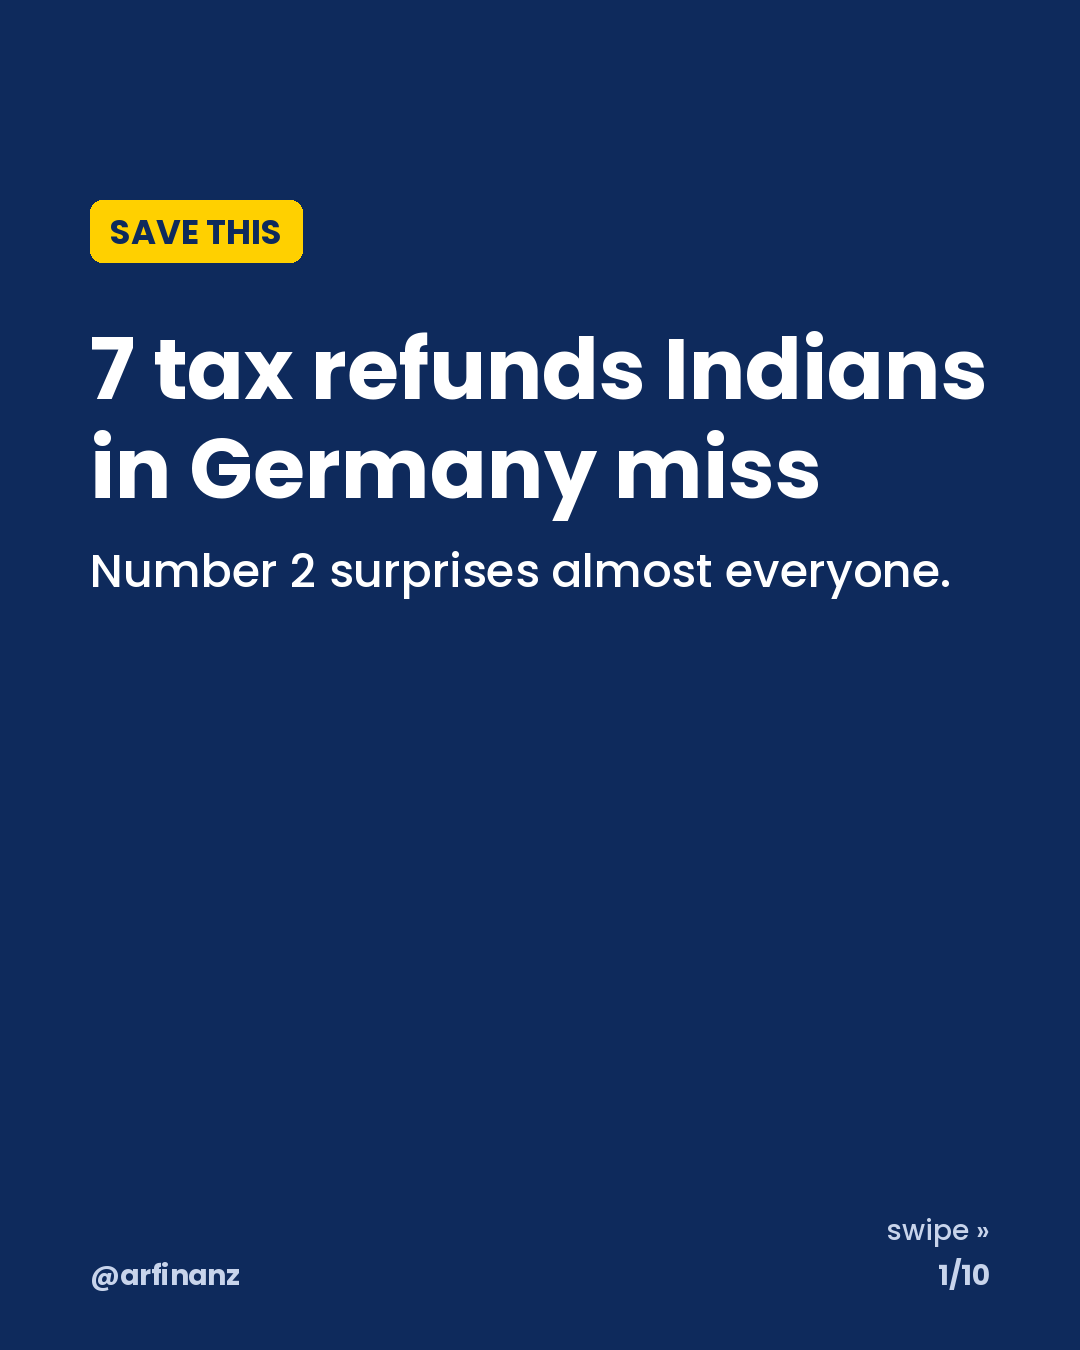 SAVE THIS
7 tax refunds Indians
in Germany miss
Number 2 surprises almost everyone.
swipe »
@arfinanz
1/10